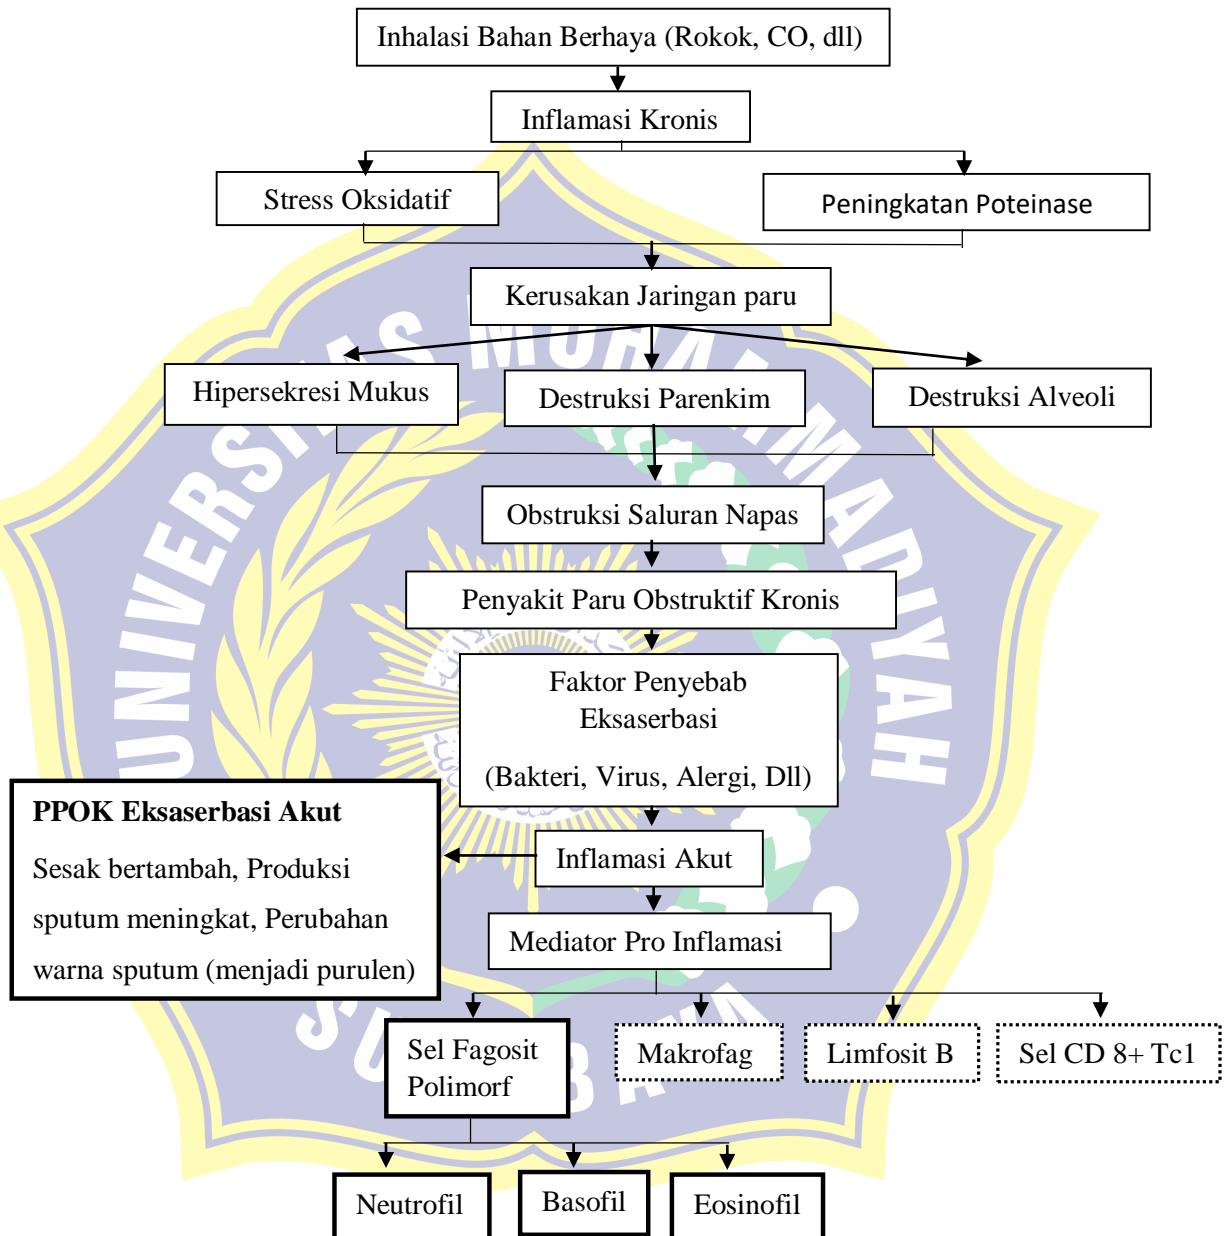 Inhalasi Bahan Berhaya (Rokok, CO, dll)
Inflamasi Kronis
Stress Oksidatif
Peningkatan Poteinase
Kerusakan Jaringan paru
Hipersekresi Mukus
Destruksi Parenkim
Destruksi Alveoli
Obstruksi Saluran Napas
Penyakit Paru Obstruktif Kronis
Faktor Penyebab
Eksaserbasi
(Bakteri, Virus, Alergi, Dll)
PPOK Eksaserbasi Akut
Sesak bertambah, Produksi
sputum meningkat, Perubahan
warna sputum (menjadi purulen)
Inflamasi Akut
Mediator Pro Inflamasi
Sel Fagosit
Polimorf
Makrofag
Limfosit B
Sel CD 8+ Tc1
Neutrofil
Basofil
Eosinofil
UNIVERSITAS MUHAMMADIYAH